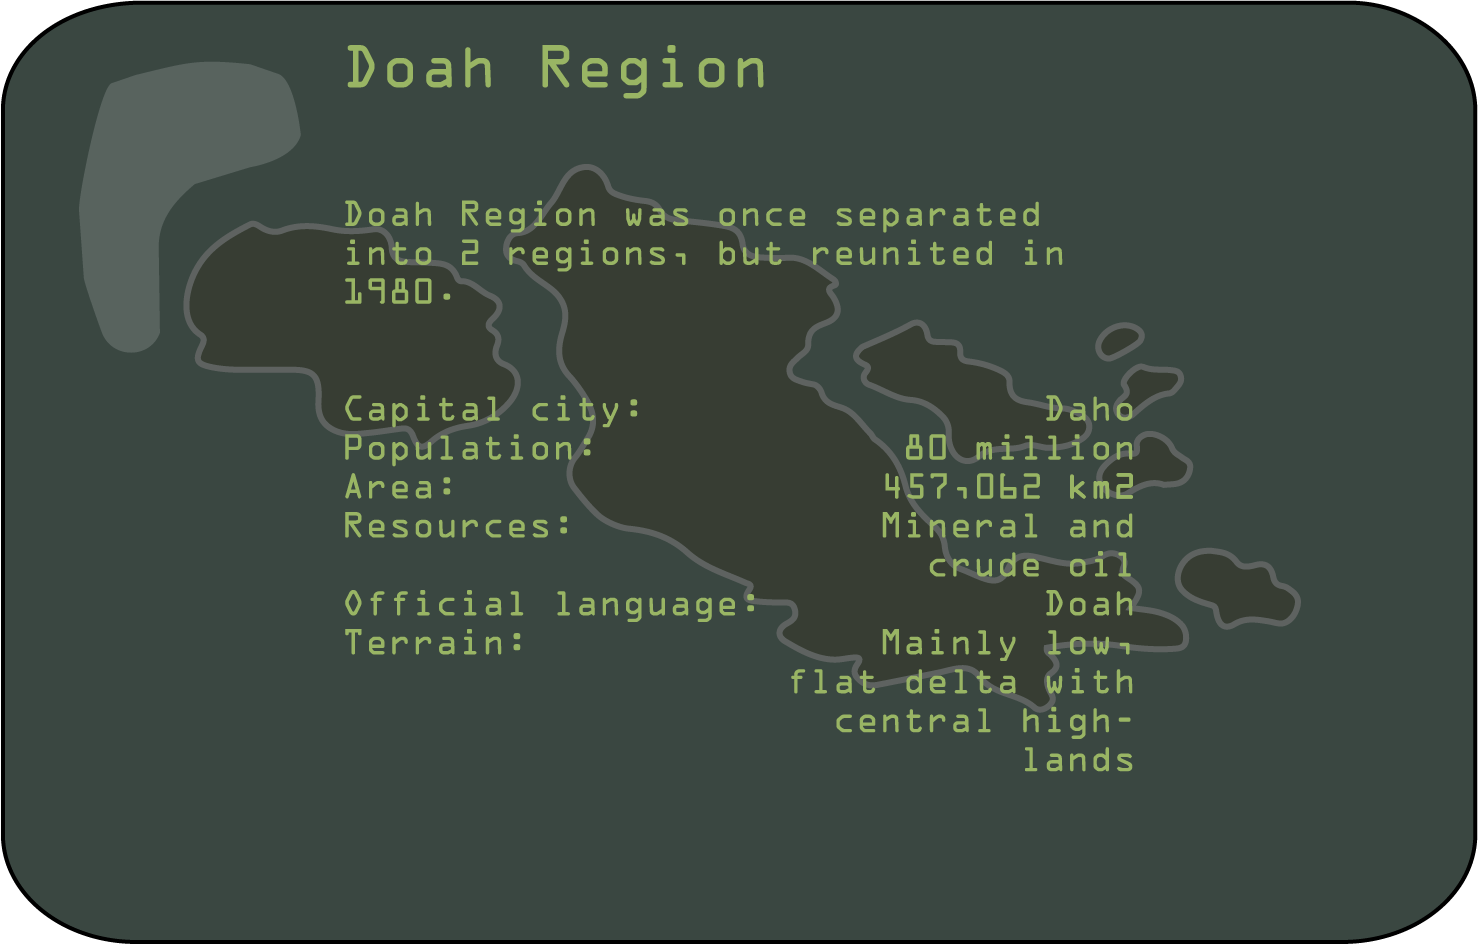 Doah Region
Doah Region was once separated
into 2 regions, but reunited in
1980.
Capital city: Daho
Population: 80 million
Area: 457,062 km2
Resources: Mineral and
crude oil
Official language: Doah
Terrain: Mainly low,
flat delta with
central high-
lands